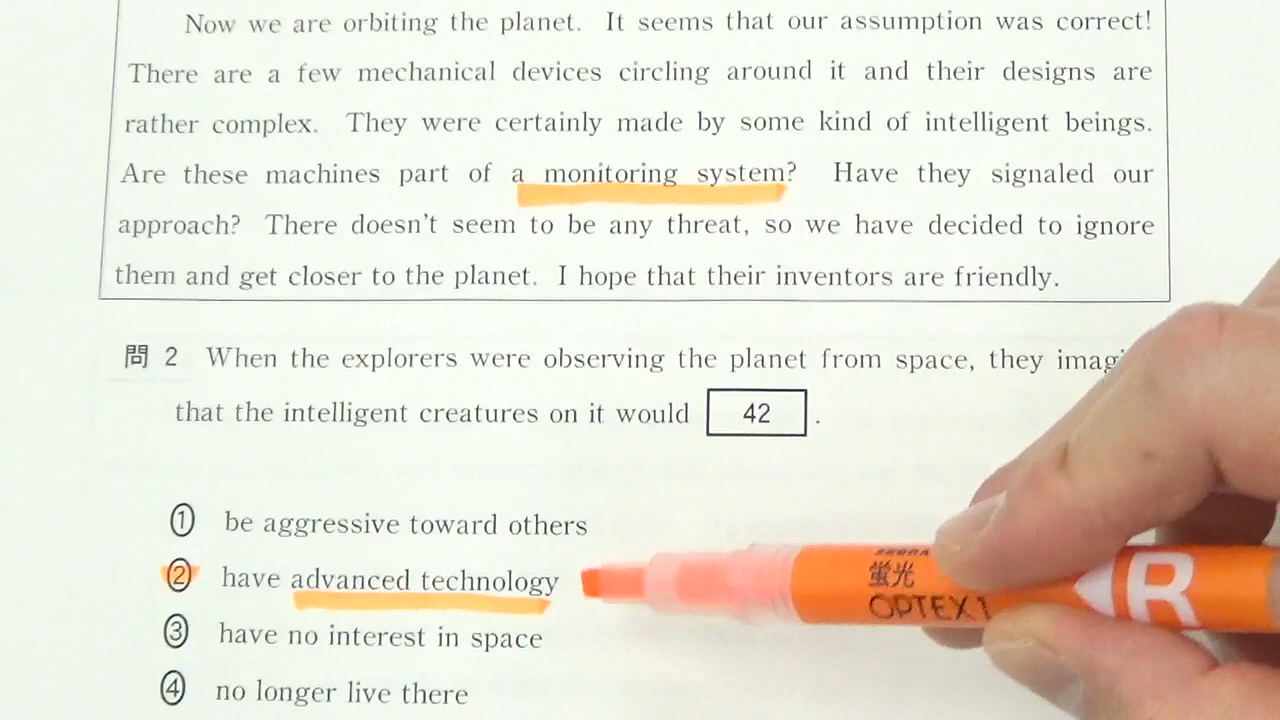 Now we are orbiting the planet. It seems that our assumption was correct!
There are a few mechanical devices circling around it and their designs are
rather complex. They were certainly made by some kind of intelligent beings.
Are these machines part of a monitoring system? Have they signaled our
approach? There doesn't seem to be any threat, so we have decided to ignore
them and get closer to the planet. I hope that their inventors are friendly.
問 2 When the explorers were observing the planet from space, they
that the intelligent creatures on it would 42 .
① be aggressive toward others
② have advanced technology
③ have no interest in space
④ no longer live there
ZEBRA
蛍光
OPTEX 1
R